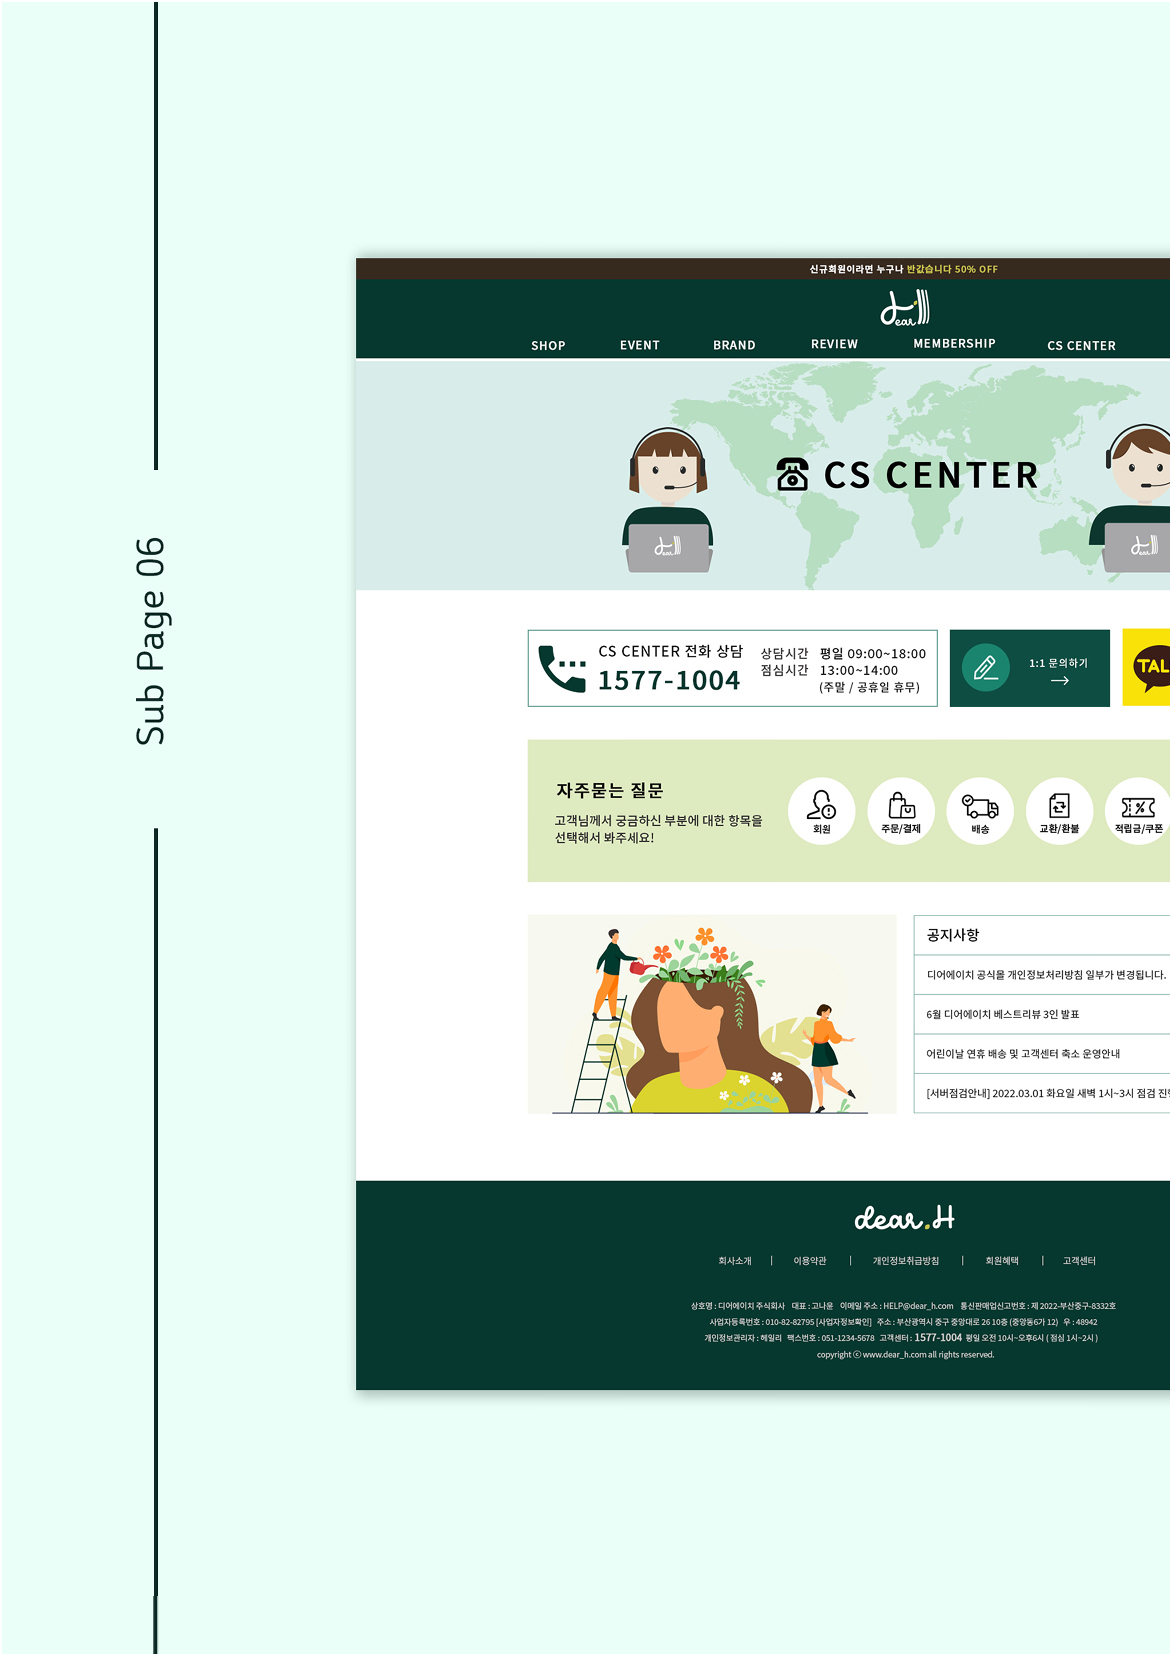 Sub Page 06
신규회원이라면 누구나 반값습니다 50% OFF
dear
SHOP EVENT BRAND REVIEW MEMBERSHIP CS CENTER
CS CENTER
CS CENTER 전화 상담
1577-1004
상담시간 평일 09:00~18:00
점심시간 13:00~14:00
(주말 / 공휴일 휴무)
1:1 문의하기
TAL
자주묻는 질문
고객님께서 궁금하신 부분에 대한 항목을
선택해서 봐주세요!
회원 주문/결제 배송 교환/환불 적립금/쿠폰
공지사항
디어에이치 공식몰 개인정보처리방침 일부가 변경됩니다.
6월 디어에이치 베스트리뷰 3인 발표
어린이날 연휴 배송 및 고객센터 축소 운영안내
[서버점검안내] 2022.03.01 화요일 새벽 1시~3시 점검
dear.H
회사소개 | 이용약관 | 개인정보취급방침 | 회원혜택 | 고객센터
상호명 : 디어에이치 주식회사 대표 : 고나윤 이메일 주소 : HELP@dear_h.com 통신판매업신고번호 : 제 2022-부산중구-8332호
사업자등록번호 : 010-82-82795 [사업자정보확인] 주소 : 부산광역시 중구 중앙대로 26 10층 (중앙동6가 12) 우 : 48942
개인정보관리자 : 헤일리 팩스번호 : 051-1234-5678 고객센터 : 1577-1004 평일 오전 10시~오후6시 ( 점심 1시~2시 )
copyright ⓒ www.dear_h.com all rights reserved.